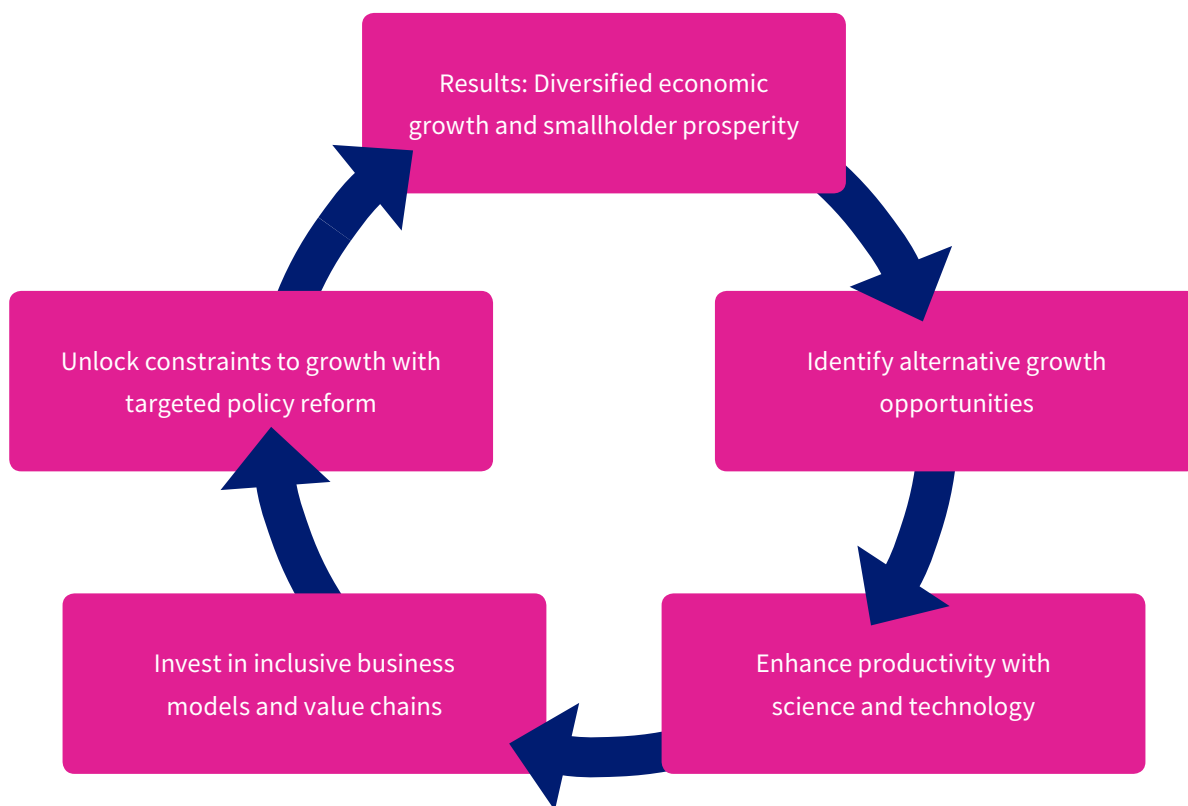 Results: Diversified economic
growth and smallholder prosperity
Identify alternative growth
opportunities
Enhance productivity with
science and technology
Invest in inclusive business
models and value chains
Unlock constraints to growth with
targeted policy reform